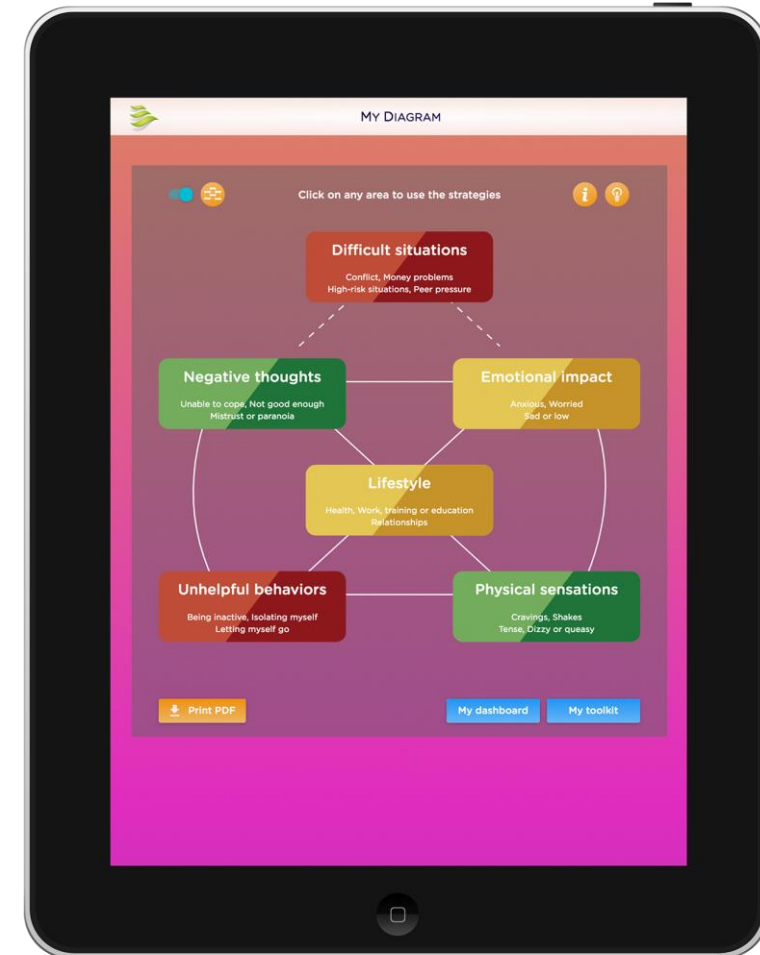 My Diagram
Click on any area to use the strategies
Difficult situations
Conflict, Money problems
High-risk situations, Peer pressure
Negative thoughts
Unable to cope, Not good enough
Mistrust or paranoia
Emotional impact
Anxious, Worried
Sad or low
Lifestyle
Health, Work, training or education
Relationships
Unhelpful behaviors
Being inactive, Isolating myself
Letting myself go
Physical sensations
Cravings, Shakes
Tense, Dizzy or queasy
Print PDF
My dashboard
My toolkit